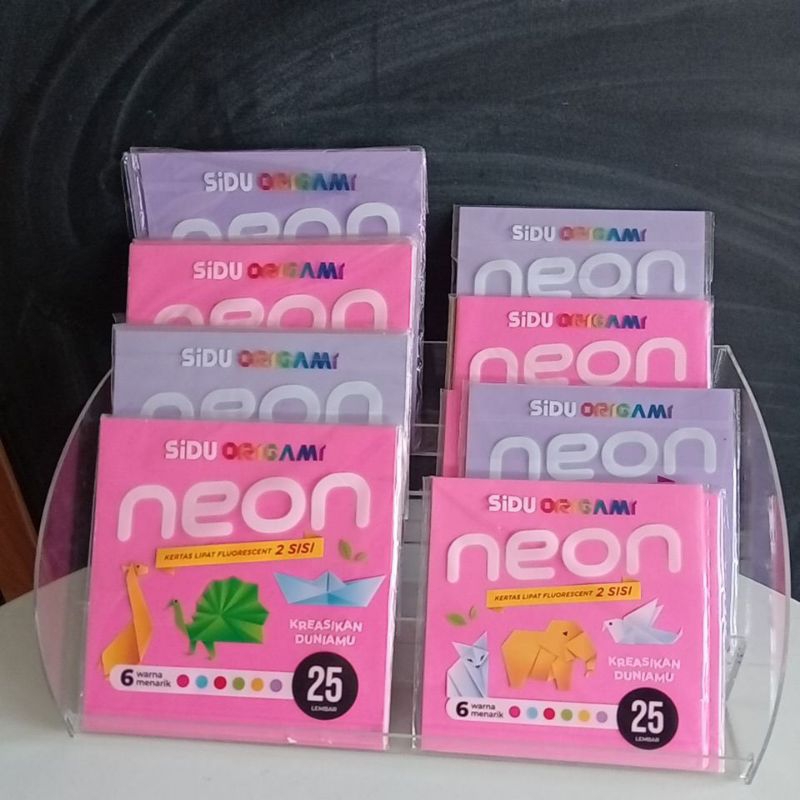 SiDU ORIGAMI
neon
SiDU ORIGAMI
neon
SiDU ORIGAMI
neon
SiDU ORIGAMI
neon
KERTAS LIPAT FLUORESCENT 2 SISI
KREASIKAN
DUNIAMU
6 warna
menarik
25
LEMBAR
SiDU ORIGAMI
neon
SiDU ORIGAMI
neon
SiDU ORIGAMI
neon
SiDU ORIGAMI
neon
KERTAS LIPAT FLUORESCENT 2 SISI
KREASIKAN
DUNIAMU
6 warna
menarik
25
LEMBAR